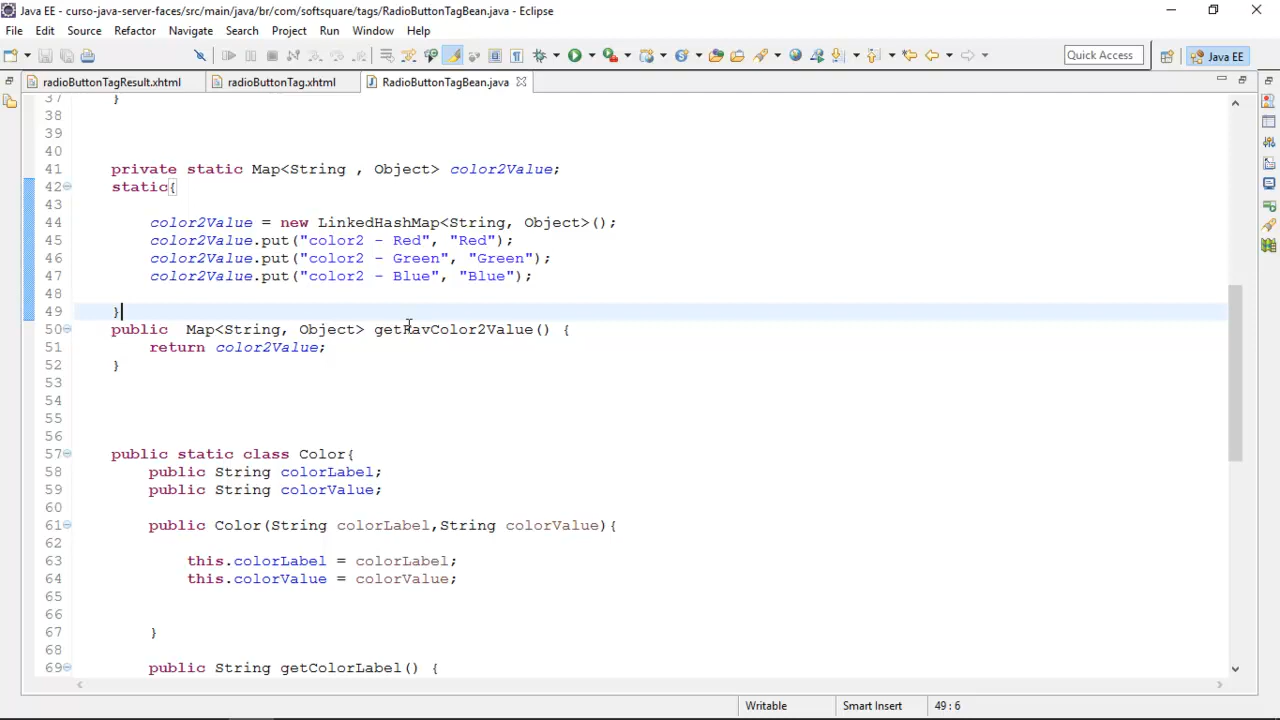 Java EE - curso-java-server-faces/src/main/java/br/com/softsquare/tags/RadioButtonTagBean.java - Eclipse
File Edit Source Refactor Navigate Search Project Run Window Help
Quick Access Java EE
radioButtonTagResult.xhtml radioButtonTag.xhtml RadioButtonTagBean.java
37 }
38
39
40
41 private static Map<String , Object> color2Value;
42 static{
43
44 color2Value = new LinkedHashMap<String, Object>();
45 color2Value.put("color2 - Red", "Red");
46 color2Value.put("color2 - Green", "Green");
47 color2Value.put("color2 - Blue", "Blue");
48
49 }
50 public Map<String, Object> getRavColor2Value() {
51 return color2Value;
52 }
53
54
55
56
57 public static class Color{
58 public String colorLabel;
59 public String colorValue;
60
61 public Color(String colorLabel,String colorValue){
62
63 this.colorLabel = colorLabel;
64 this.colorValue = colorValue;
65
66
67 }
68
69 public String getColorLabel() {
Writable Smart Insert 49 : 6